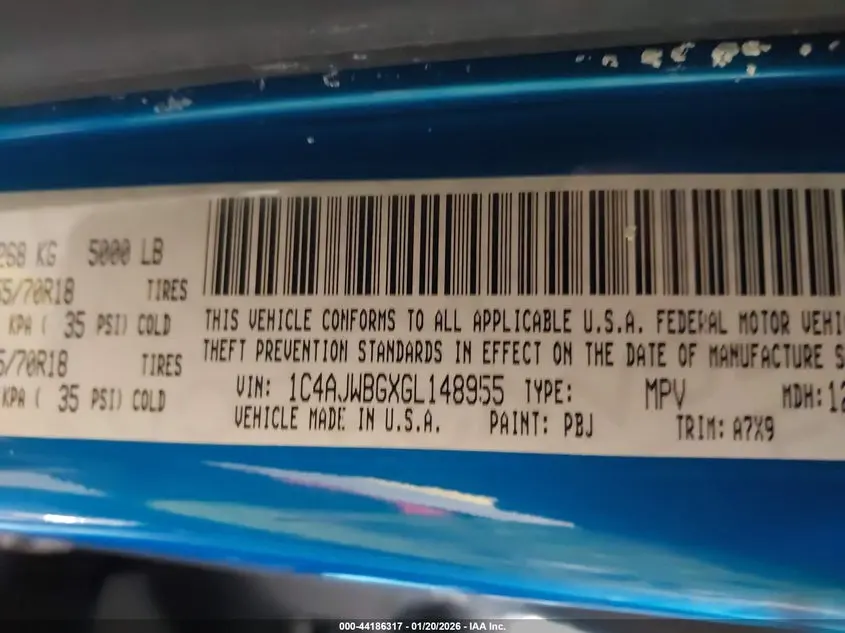 268 KG 5000 LB
55/70R18 TIRES
KPA ( 35 PSI) COLD
5/70R18 TIRES
KPA ( 35 PSI) COLD
THIS VEHICLE CONFORMS TO ALL APPLICABLE U.S.A. FEDERAL MOTOR VEHIC
THEFT PREVENTION STANDARDS IN EFFECT ON THE DATE OF MANUFACTURE S
VIN: 1C4AJWBGXGL148955 TYPE: MPV MDH: 12
VEHICLE MADE IN U.S.A. PAINT: PBJ TRIM: A7X9
000-44186317 - 01/20/2026 - IAA Inc.